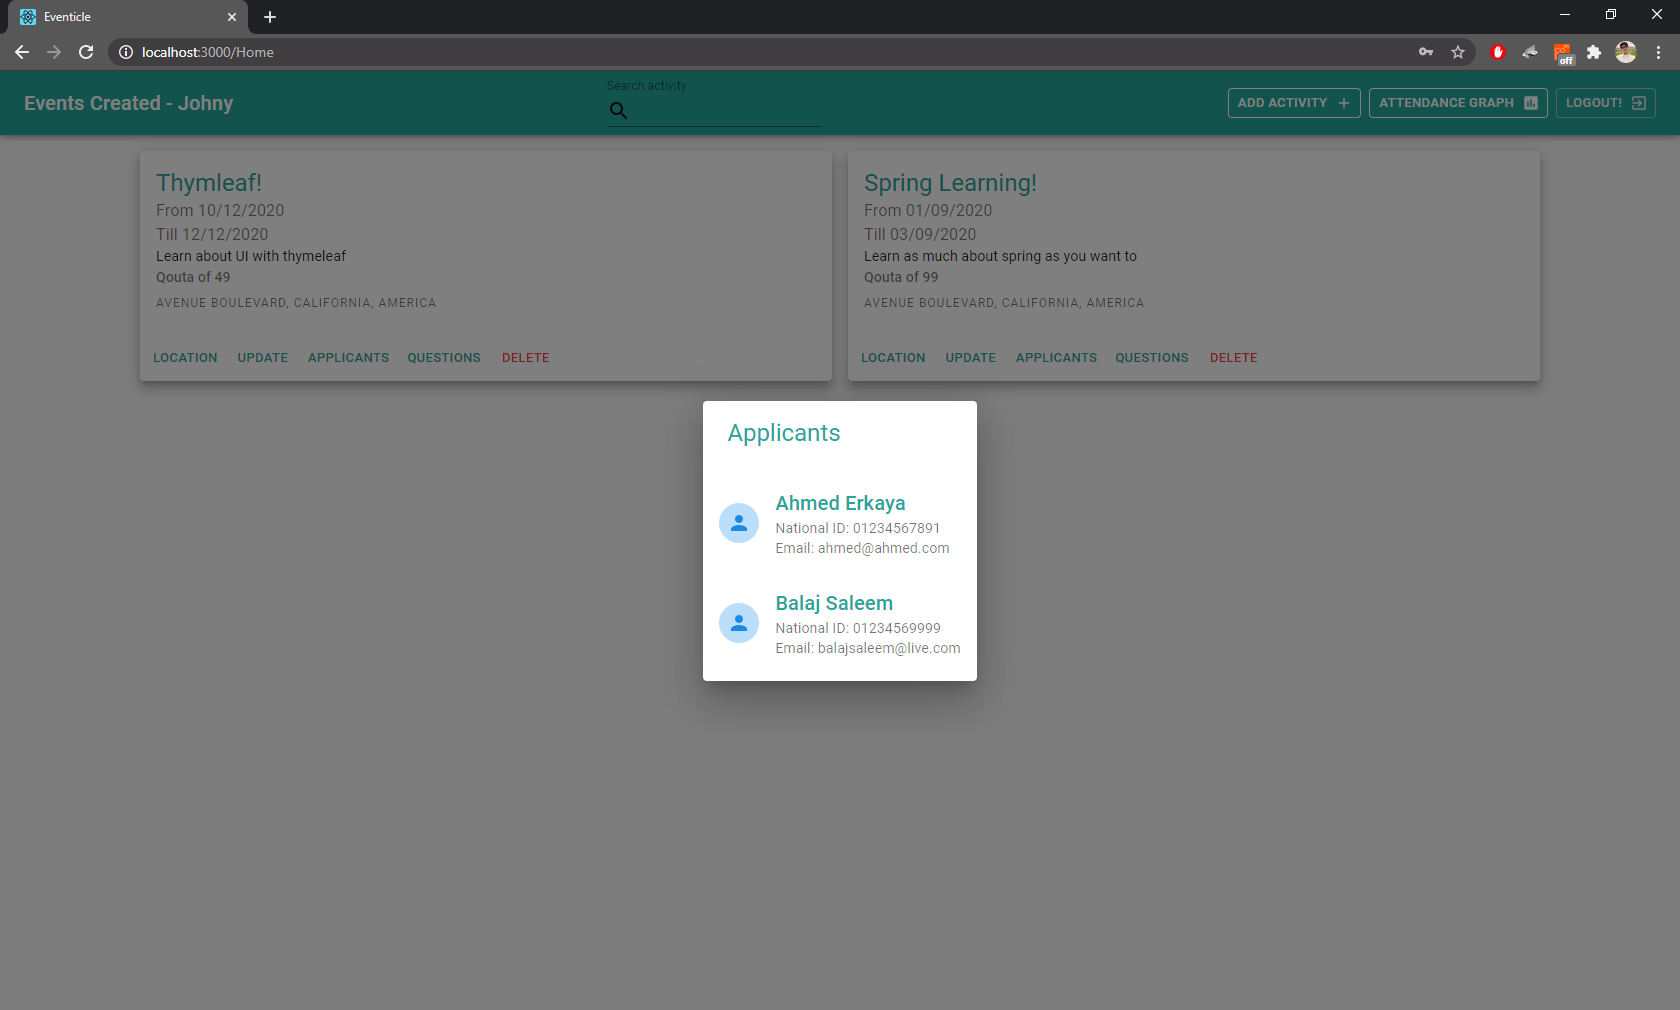 Eventicle
localhost:3000/Home
off
Events Created - Johny
Search activity
ADD ACTIVITY
ATTENDANCE GRAPH
LOGOUT!
Thymleaf!
From 10/12/2020
Till 12/12/2020
Learn about UI with thymeleaf
Qouta of 49
AVENUE BOULEVARD, CALIFORNIA, AMERICA
LOCATION UPDATE APPLICANTS QUESTIONS DELETE
Spring Learning!
From 01/09/2020
Till 03/09/2020
Learn as much about spring as you want to
Qouta of 99
AVENUE BOULEVARD, CALIFORNIA, AMERICA
LOCATION UPDATE APPLICANTS QUESTIONS DELETE
Applicants
Ahmed Erkaya
National ID: 01234567891
Email: ahmed@ahmed.com
Balaj Saleem
National ID: 01234569999
Email: balajsaleem@live.com